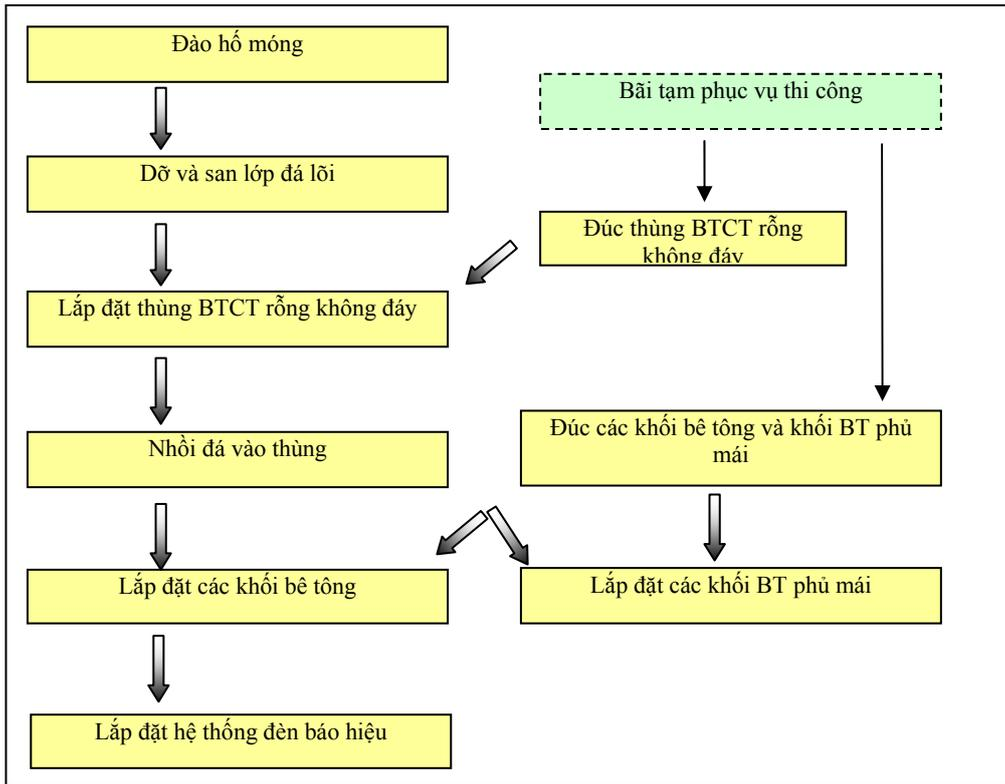 Đào hố móng
Bãi tạm phục vụ thi công
Dỡ và san lớp đá lõi
Đúc thùng BTCT rỗng
không đáy
Lắp đặt thùng BTCT rỗng không đáy
Đúc các khối bê tông và khối BT phủ
mái
Nhồi đá vào thùng
Lắp đặt các khối bê tông
Lắp đặt các khối BT phủ mái
Lắp đặt hệ thống đèn báo hiệu